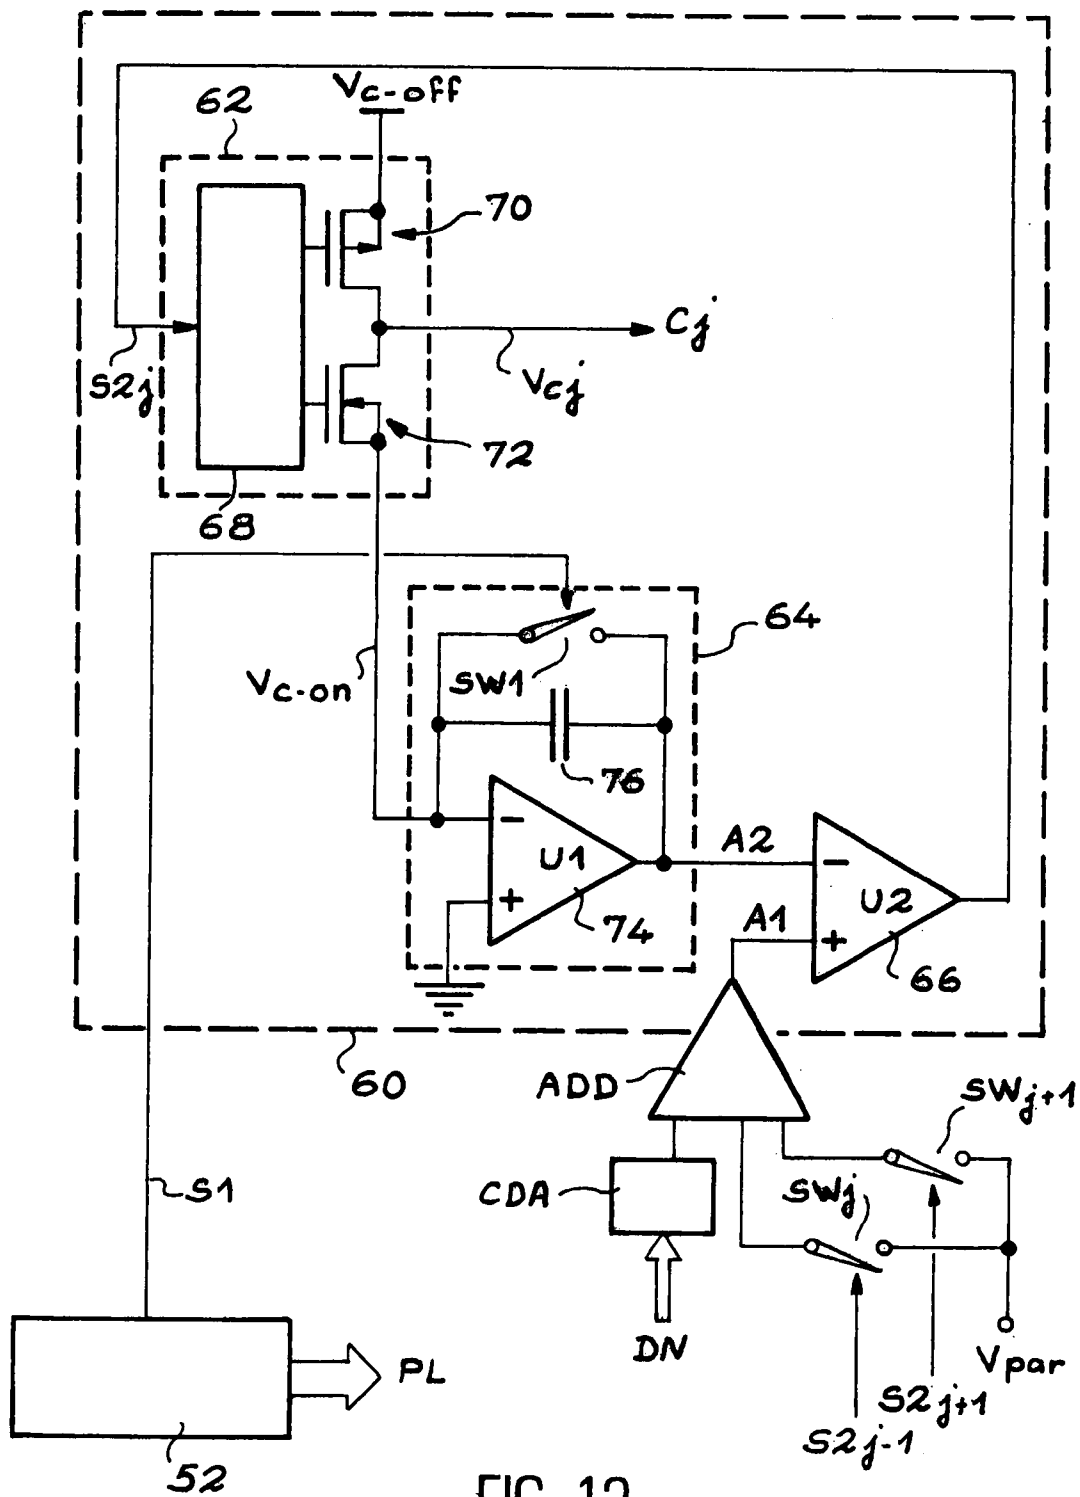 Vc-off
62
70
Cj
S2j
Vcj
72
68
64
SW1
Vc-on
76
U1
-
+
74
A2
A1
-
+
U2
66
60
ADD
SWj+1
S1
CDA
SWj
DN
Vpar
PL
S2j+1
S2j-1
52